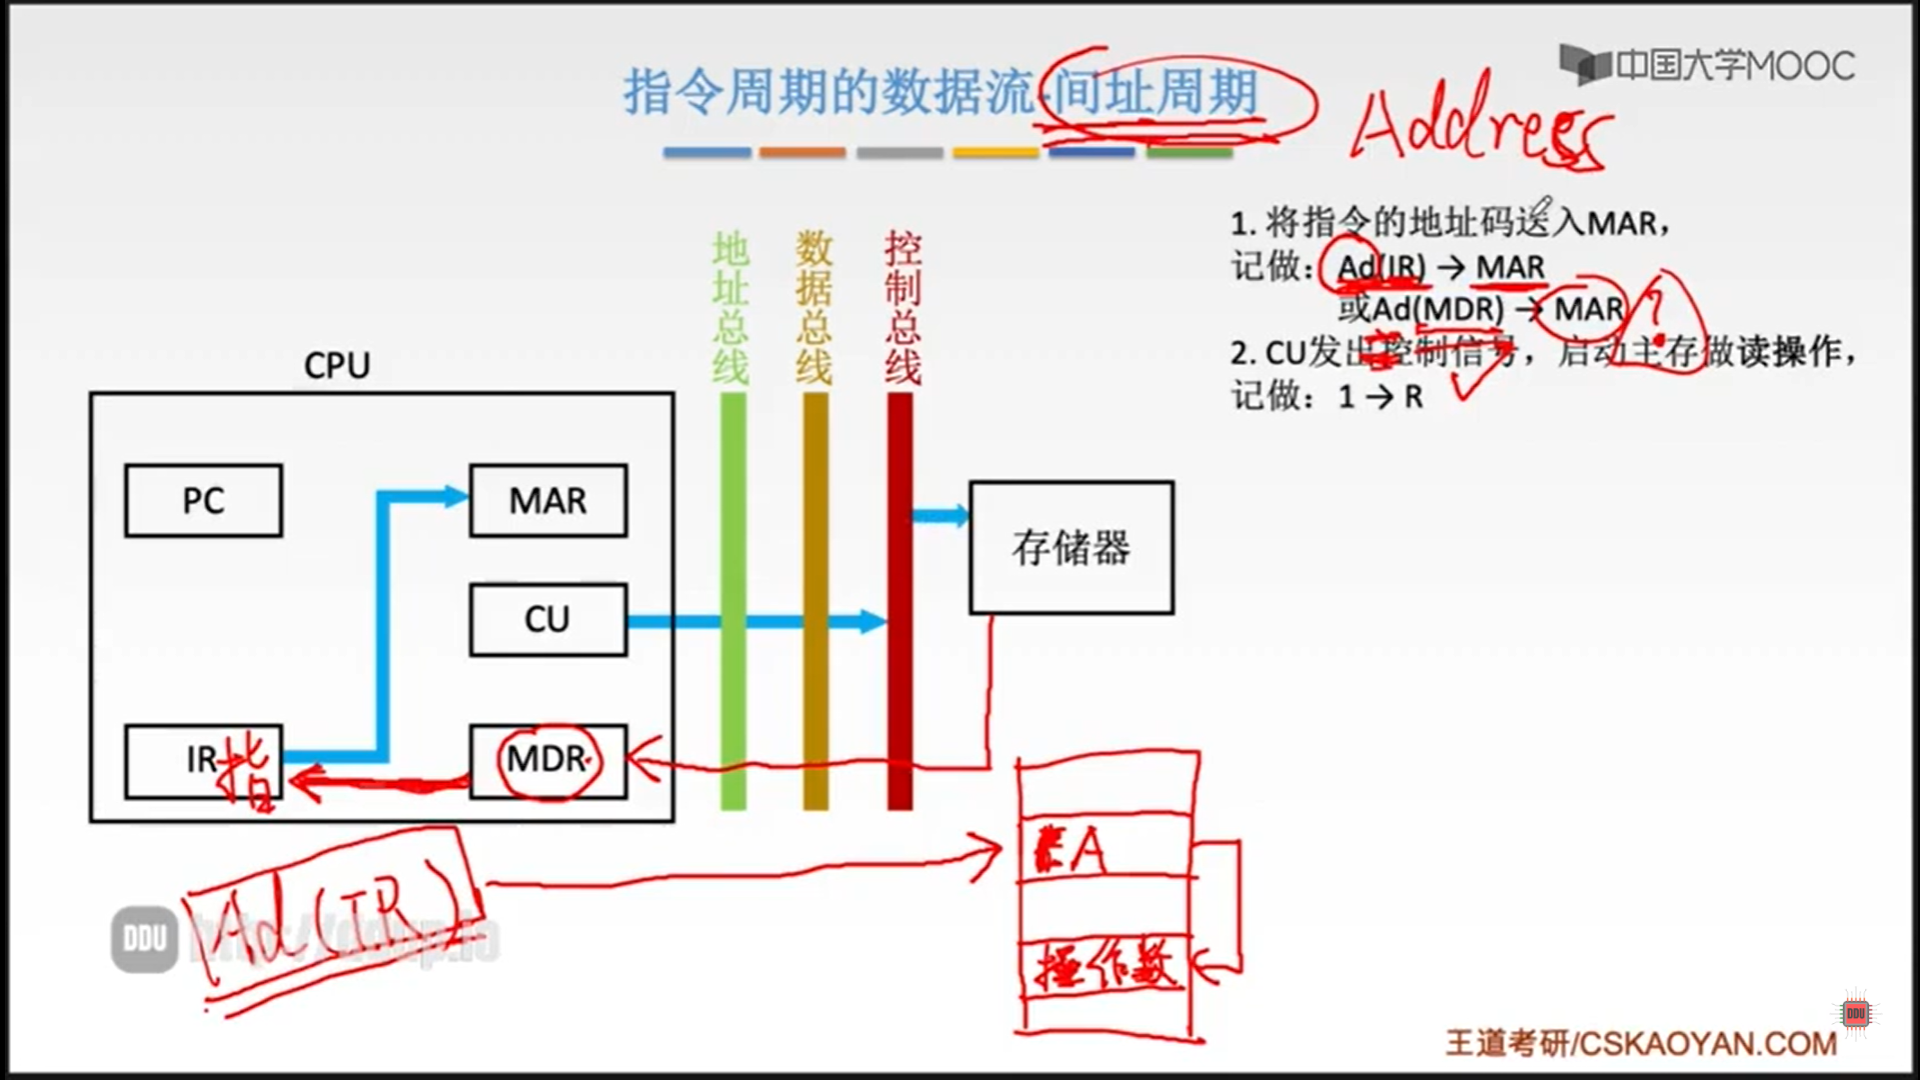 指令周期的数据流-间址周期
中国大学MOOC
Address
1. 将指令的地址码送入MAR，
记做：Ad(IR) → MAR
或Ad(MDR) → MAR
?
2. CU发出控制信号，启动主存做读操作，
记做：1 → R
地址总线
数据总线
控制总线
CPU
PC
MAR
存储器
CU
IR
指
MDR
A
Ad(IR)
操作数
DDU
王道考研/CSKAOYAN.COM
DDU